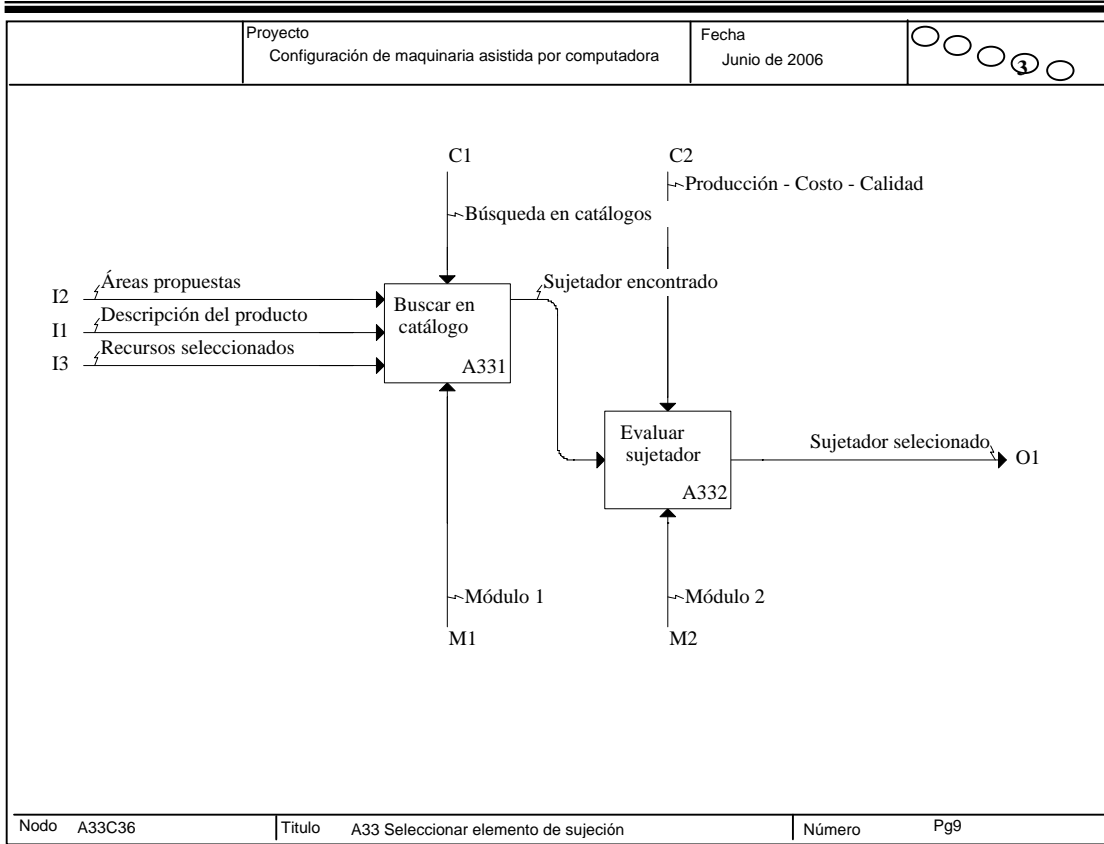 Proyecto
Configuración de maquinaria asistida por computadora
Fecha
Junio de 2006
3
C1
C2
Producción - Costo - Calidad
Búsqueda en catálogos
I2
Áreas propuestas
I1
Descripción del producto
I3
Recursos seleccionados
Buscar en
catálogo
A331
Sujetador encontrado
Evaluar
sujetador
A332
Sujetador selecionado
O1
Módulo 1
M1
Módulo 2
M2
Nodo A33C36
Titulo A33 Seleccionar elemento de sujeción
Número Pg9